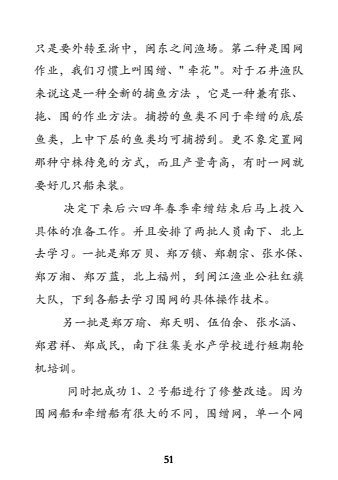 只是要外转至浙中，闽东之间渔场。第二种是围网
作业，我们习惯上叫围缯、" 牵花 "。对于石井渔队
来说这是一种全新的捕鱼方法 ，它是一种兼有张、
拖、围的作业方法。捕捞的鱼类不同于牵缯的底层
鱼类，上中下层的鱼类均可捕捞到。更不象定置网
那种守株待兔的方式，而且产量奇高，有时一网就
要好几只船来装。
决定下来后六四年春季牵缯结束后马上投入
具体的准备工作。并且安排了两批人员南下、北上
去学习。一批是郑万贝、郑万锁、郑朝宗、张水保、
郑万湘、郑万蓝，北上福州，到闽江渔业公社红旗
大队，下到各船去学习围网的具体操作技术。
另一批是郑万瑜、郑天明、伍伯余、张水涵、
郑君祥、郑成民，南下往集美水产学校进行短期轮
机培训。
同时把成功 1、2 号船进行了修整改造。因为
围网船和牵缯船有很大的不同，围缯网，单一个网
51